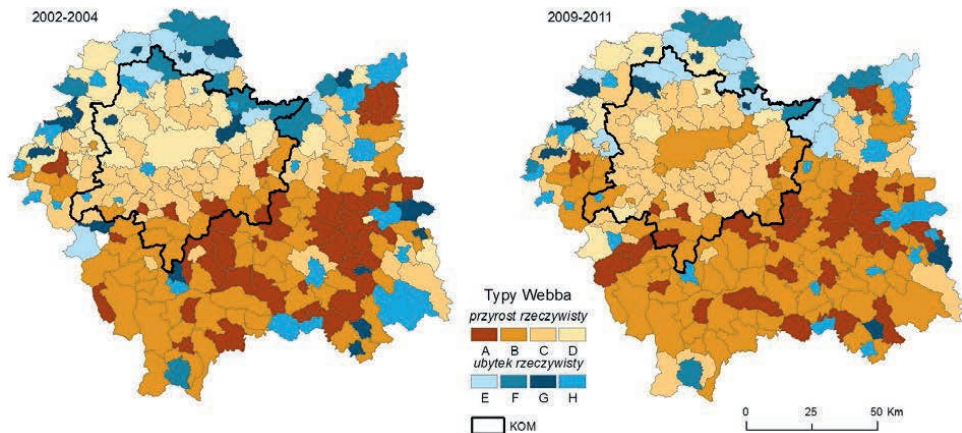 2002-2004
2009-2011
Typy Webba
przyrost rzeczywisty
A B C D
ubytek rzeczywisty
E F G H
KOM
0 25 50 Km